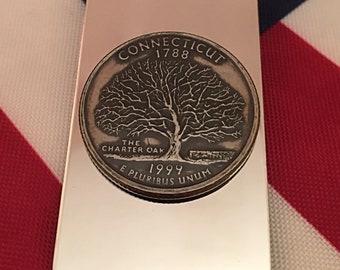 CONNECTICUT
1788
THE
CHARTER OAK
1999
E PLURIBUS UNUM